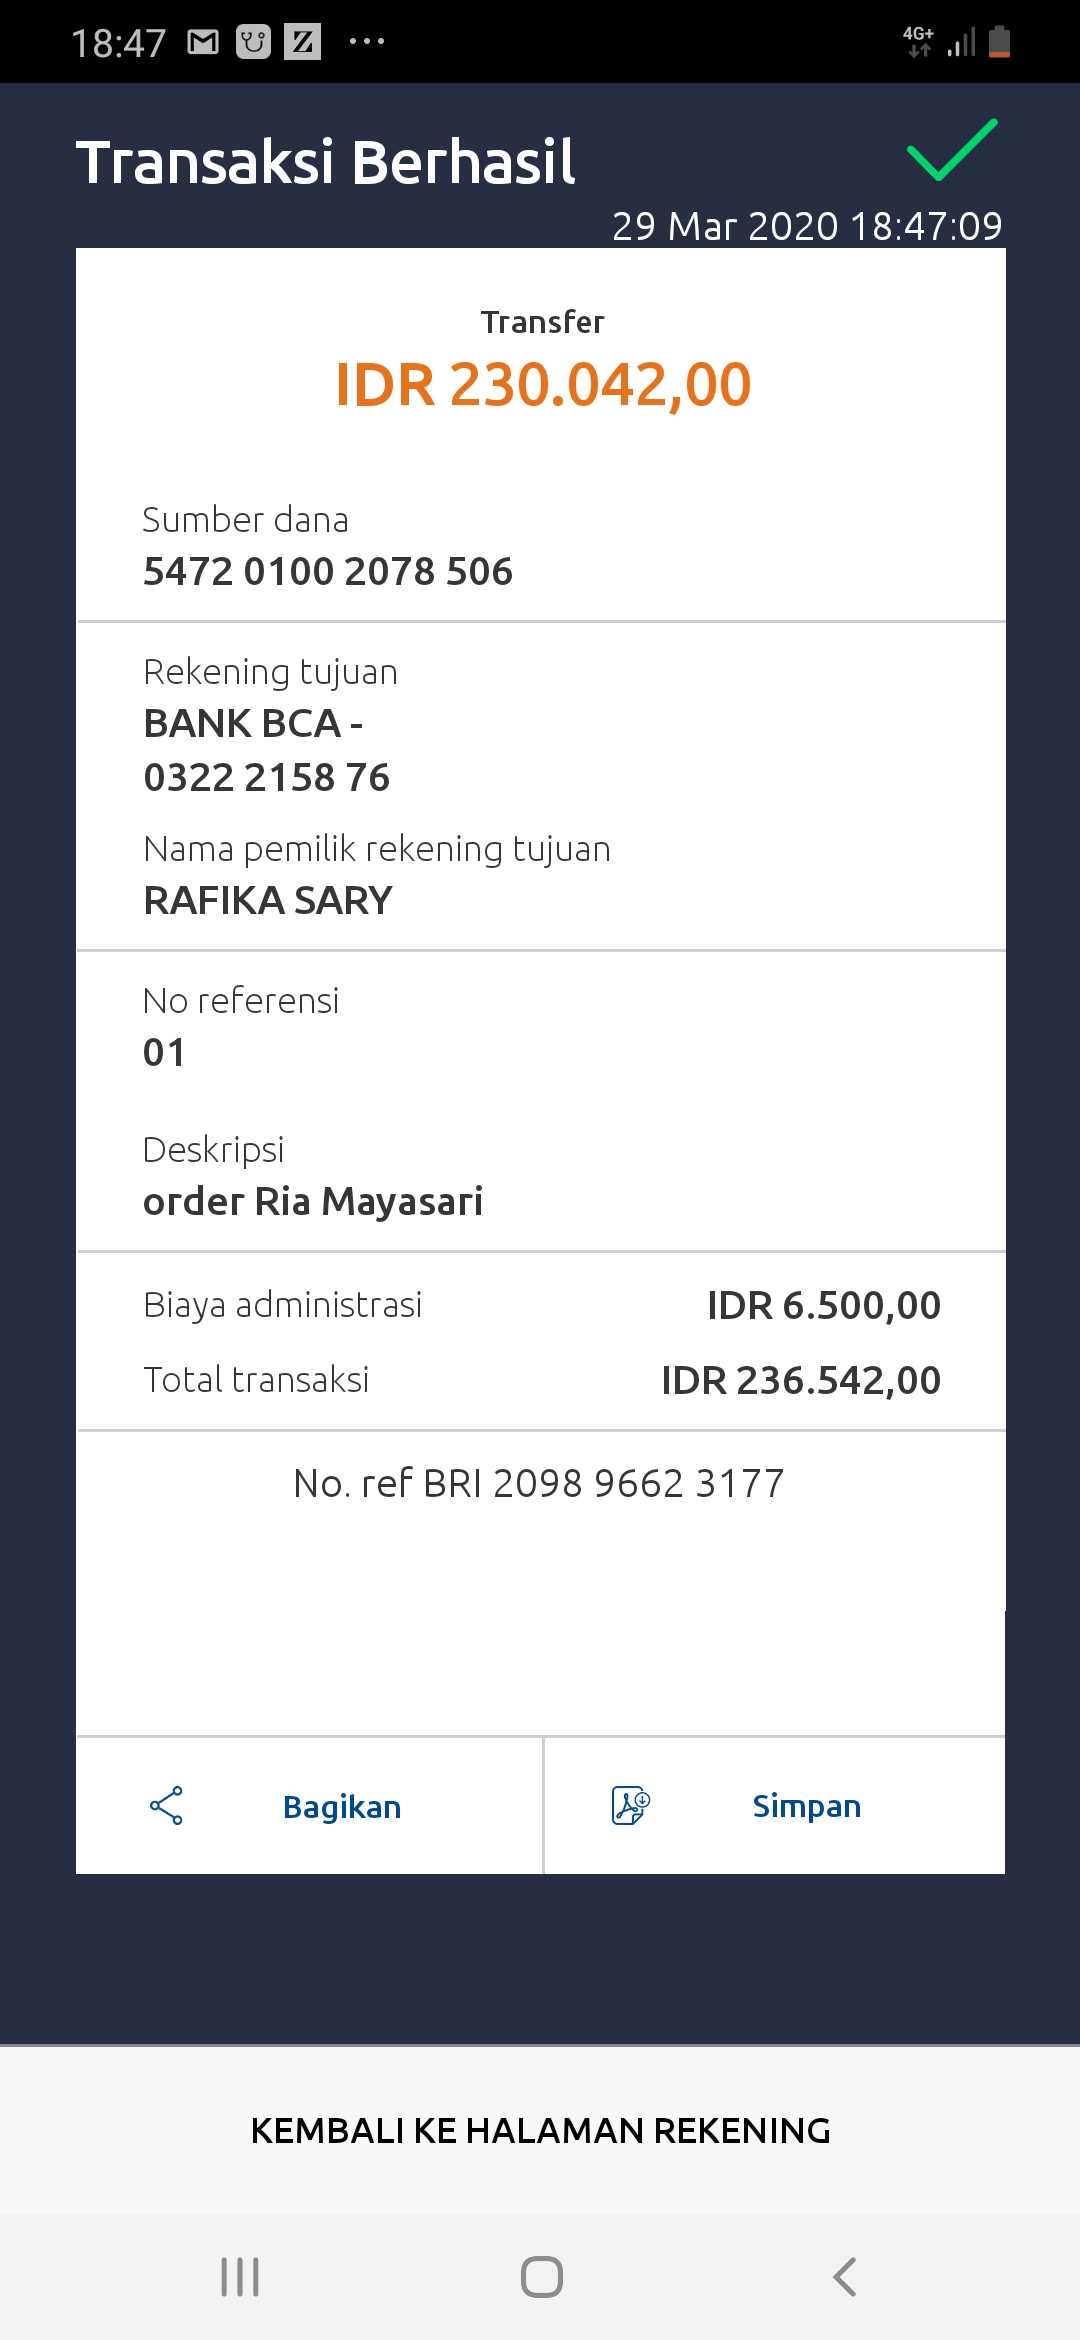 18:47
4G+
Transaksi Berhasil
29 Mar 2020 18:47:09
Transfer
IDR 230.042,00
Sumber dana
5472 0100 2078 506
Rekening tujuan
BANK BCA -
0322 2158 76
Nama pemilik rekening tujuan
RAFIKA SARY
No referensi
01
Deskripsi
order Ria Mayasari
Biaya administrasi IDR 6.500,00
Total transaksi IDR 236.542,00
No. ref BRI 2098 9662 3177
Bagikan Simpan
KEMBALI KE HALAMAN REKENING